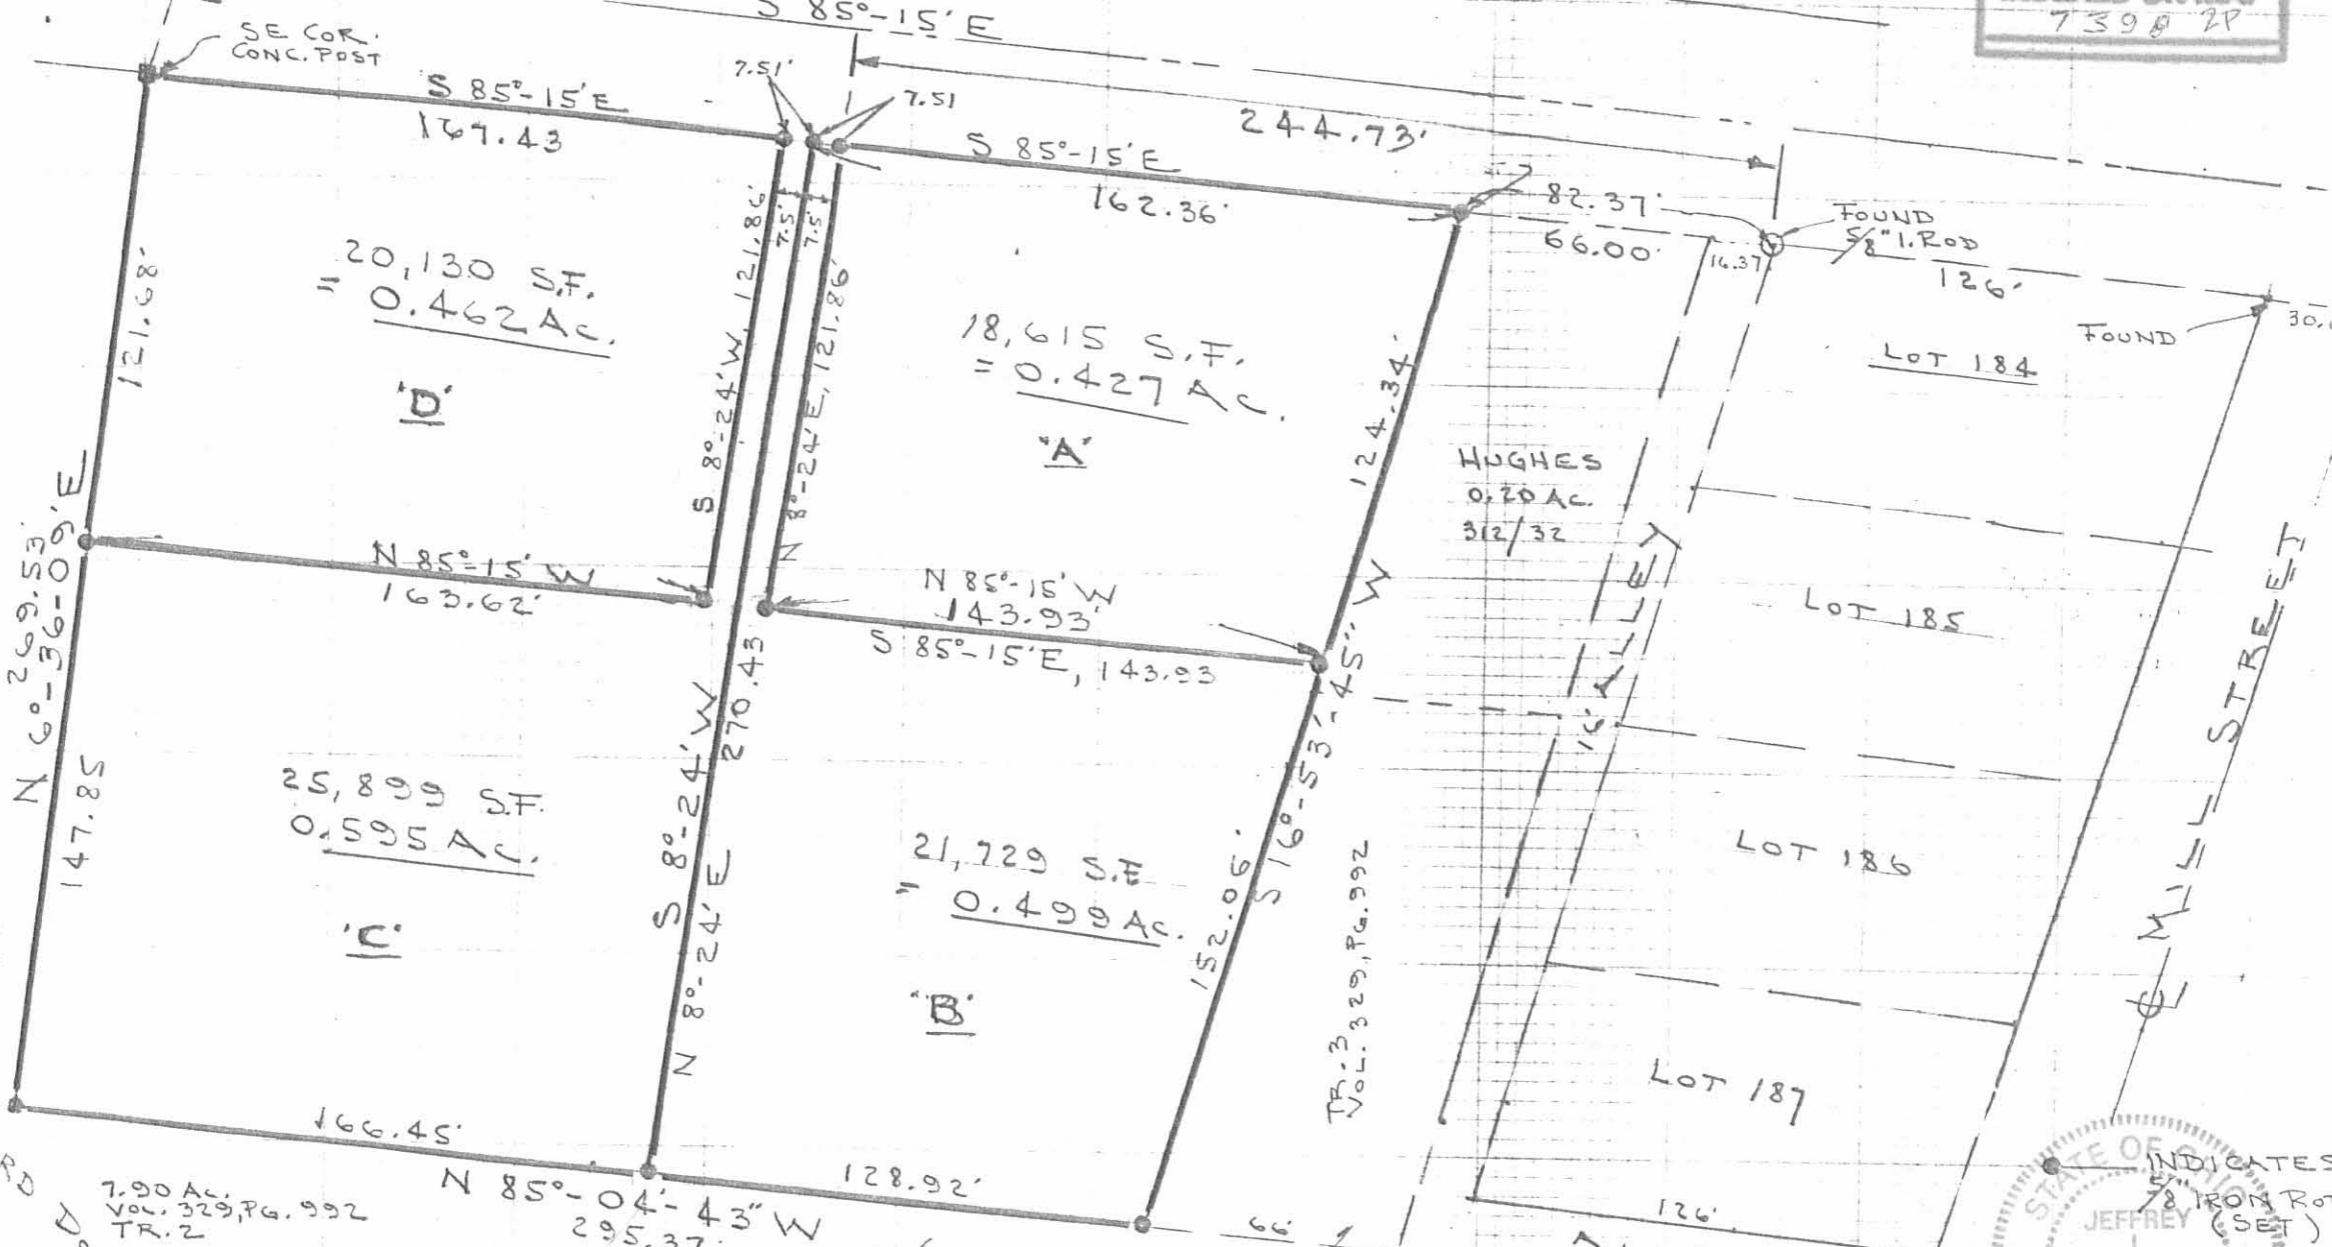 S 85°-15' E
7398 2P
SE COR.
CONC. POST
S 85°-15' E
167.43
7.51'
7.51
244.73'
S 85°-15' E
162.36'
82.37'
66.00'
16.37
FOUND
5/8" I. ROD
126'
FOUND
LOT 184
121.68'
20,130 S.F.
= 0.462 AC.
'D'
S 8°-24' W, 121.86'
7.5'
7.5'
N 8°-24' E, 121.86'
18,615 S.F.
= 0.427 AC.
'A'
124.34'
HUGHES
0.20 AC.
312/32
16' ALLEY
LOT 185
MILL STREET
N 6°-36'-09" E
269.53'
N 85°-15' W
163.62'
N 85°-15' W
143.93'
S 85°-15' E, 143.93
S 16°-53'-45" W
147.85
25,899 S.F.
0.595 AC.
'C'
S 8°-24' W
270.43
N 8°-24' E
21,729 S.F.
= 0.499 AC.
'B'
152.06'
TR. 3
VOL. 329, PG. 992
LOT 186
LOT 187
166.45'
N 85°-04'-43" W
295.37'
128.92'
66'
126'
7.90 AC.
VOL. 329, PG. 992
TR. 2
INDICATES
5/8" IRON ROD
(SET)
STATE OF OHIO
JEFFREY